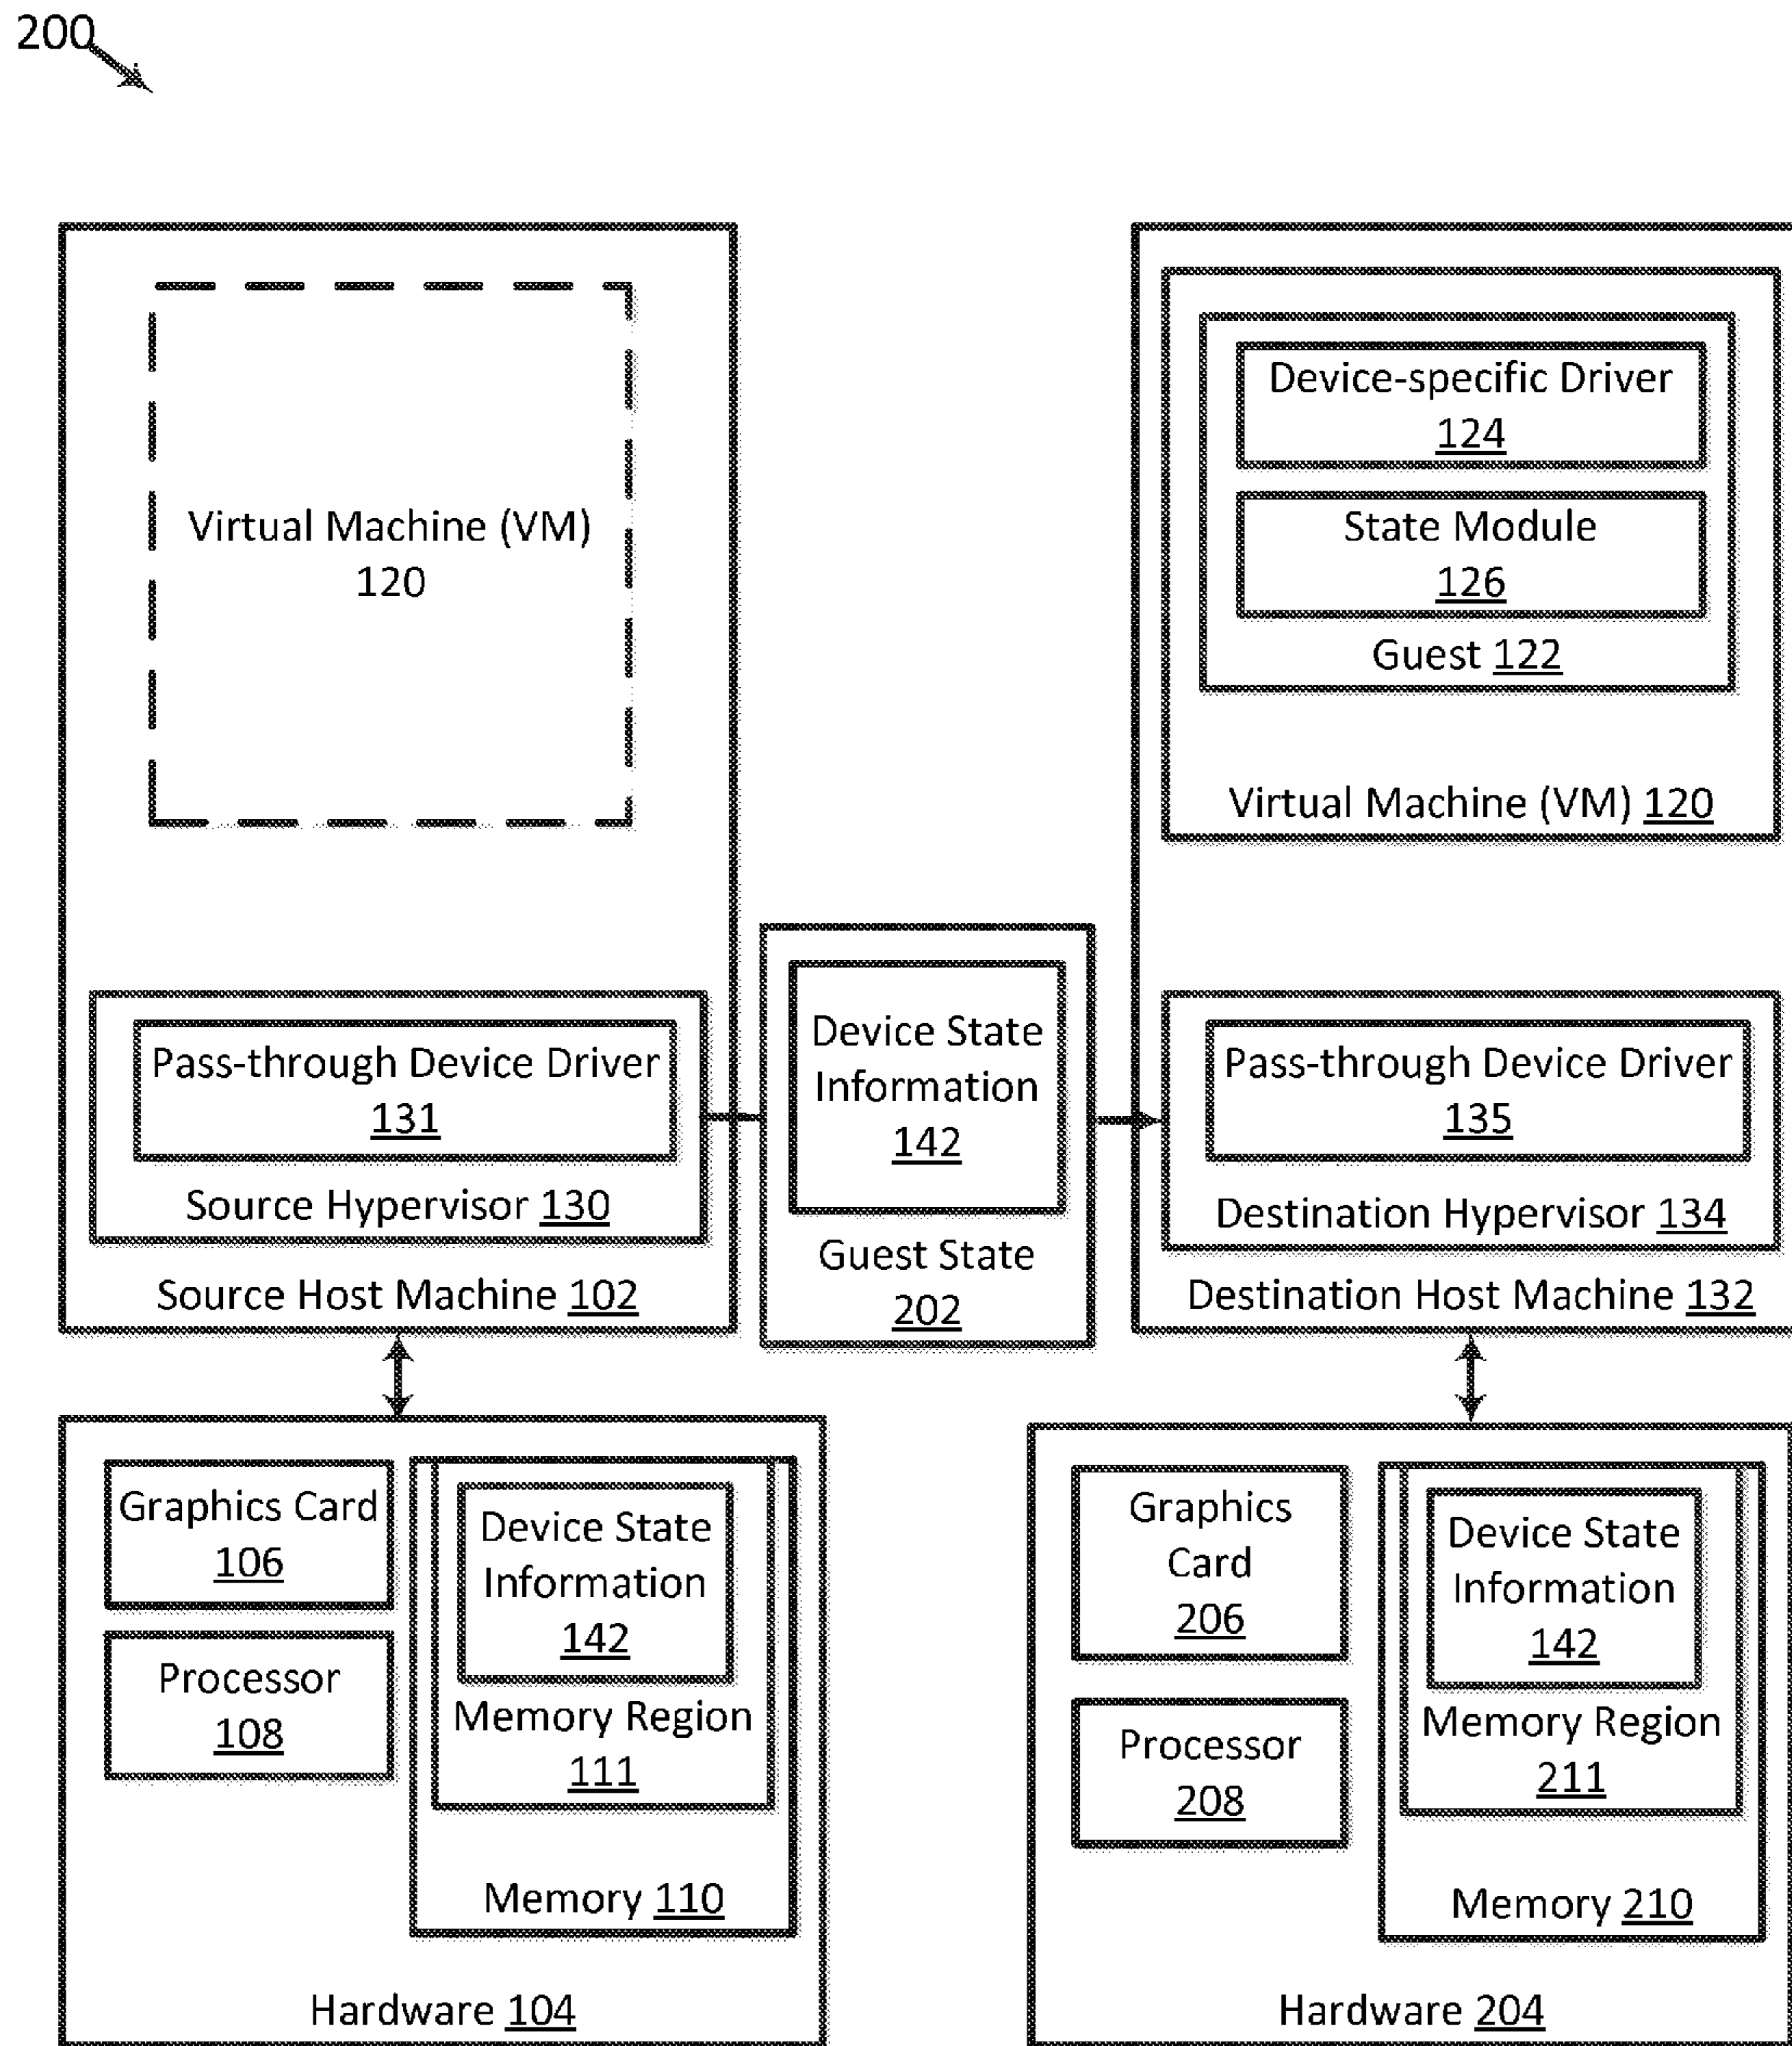 200
Virtual Machine (VM)
120
Pass-through Device Driver
131
Source Hypervisor 130
Source Host Machine 102
Device State
Information
142
Guest State
202
Device-specific Driver
124
State Module
126
Guest 122
Virtual Machine (VM) 120
Pass-through Device Driver
135
Destination Hypervisor 134
Destination Host Machine 132
Graphics Card
106
Processor
108
Device State
Information
142
Memory Region
111
Memory 110
Hardware 104
Graphics
Card
206
Processor
208
Device State
Information
142
Memory Region
211
Memory 210
Hardware 204